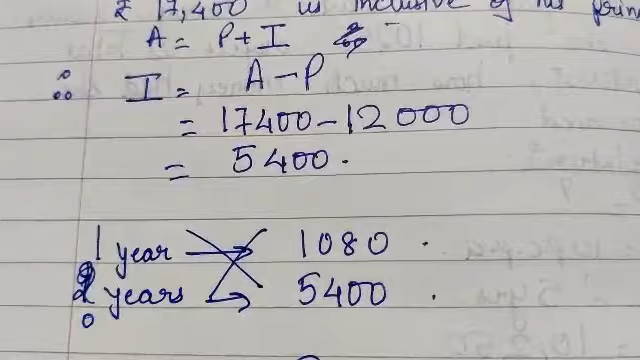 ₹ 17,400 is inclusive of his prin
A = P + I
∴ I = A - P
= 17400 - 12000
= 5400.
1 year → 1080.
years → 5400.